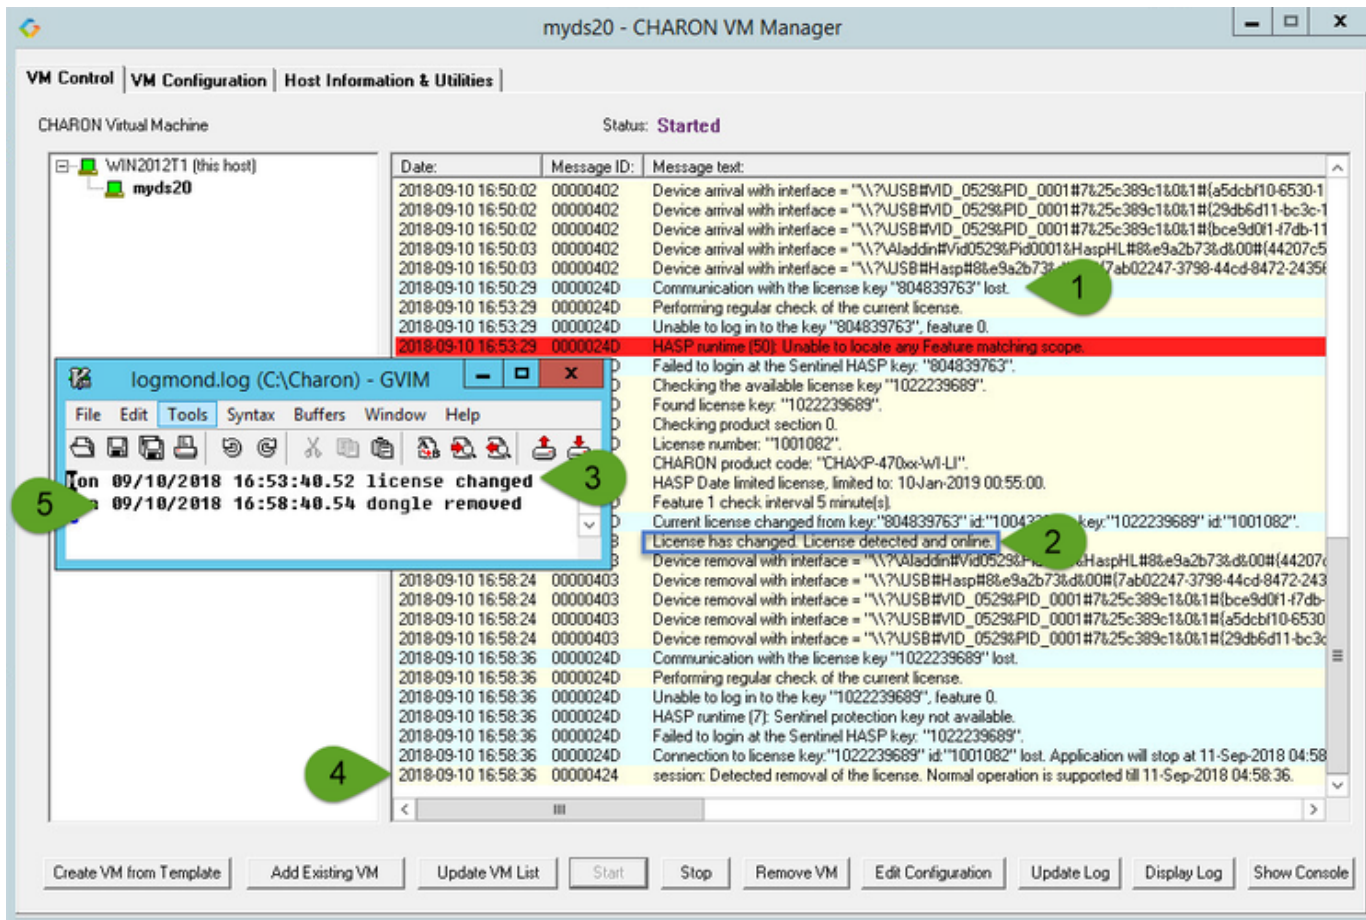 myds20 - CHARON VM Manager
VM Control VM Configuration Host Information & Utilities
CHARON Virtual Machine Status: Started
WIN2012T1 (this host)
myds20
Date: Message ID: Message text:
2018-09-10 16:50:02 00000402 Device arrival with interface = "\\?\USB#VID_0529&PID_0001#7&25c389c1&0&1#{a5dcbf10-6530-1
2018-09-10 16:50:02 00000402 Device arrival with interface = "\\?\USB#VID_0529&PID_0001#7&25c389c1&0&1#{29db6d11-bc3c-1
2018-09-10 16:50:02 00000402 Device arrival with interface = "\\?\USB#VID_0529&PID_0001#7&25c389c1&0&1#{bce9d0f1-f7db-11
2018-09-10 16:50:03 00000402 Device arrival with interface = "\\?\Aladdin#Vid0529&Pid0001&HaspHL#8&e9a2b73&d&00#{44207c5
2018-09-10 16:50:03 00000402 Device arrival with interface = "\\?\USB#Hasp#8&e9a2b73& 7ab02247-3798-44cd-8472-24356
2018-09-10 16:50:29 0000024D Communication with the license key "804839763" lost.
1
2018-09-10 16:53:29 0000024D Performing regular check of the current license.
2018-09-10 16:53:29 0000024D Unable to log in to the key "804839763", feature 0.
2018-09-10 16:53:29 0000024D HASP runtime (50): Unable to locate any Feature matching scope.
D Failed to login at the Sentinel HASP key: "804839763".
D Checking the available license key "1022239689".
D Found license key: "1022239689".
D Checking product section 0.
D License number: "1001082".
D CHARON product code: "CHAXP-470xx-WI-LI".
D HASP Date limited license, limited to: 10-Jan-2019 00:55:00.
D Feature 1 check interval 5 minute(s).
D Current license changed from key:"804839763" id:"10043 key:"1022239689" id:"1001082".
License has changed. License detected and online.
2
Device removal with interface = "\\?\Aladdin#Vid0529& HaspHL#8&e9a2b73&d&00#{44207c
2018-09-10 16:58:24 00000403 Device removal with interface = "\\?\USB#Hasp#8&e9a2b73&d&00#{7ab02247-3798-44cd-8472-243
2018-09-10 16:58:24 00000403 Device removal with interface = "\\?\USB#VID_0529&PID_0001#7&25c389c1&0&1#{bce9d0f1-f7db-
2018-09-10 16:58:24 00000403 Device removal with interface = "\\?\USB#VID_0529&PID_0001#7&25c389c1&0&1#{a5dcbf10-6530
2018-09-10 16:58:24 00000403 Device removal with interface = "\\?\USB#VID_0529&PID_0001#7&25c389c1&0&1#{29db6d11-bc3c
2018-09-10 16:58:36 0000024D Communication with the license key "1022239689" lost.
2018-09-10 16:58:36 0000024D Performing regular check of the current license.
2018-09-10 16:58:36 0000024D Unable to log in to the key "1022239689", feature 0.
2018-09-10 16:58:36 0000024D HASP runtime (7): Sentinel protection key not available.
2018-09-10 16:58:36 0000024D Failed to login at the Sentinel HASP key: "1022239689".
2018-09-10 16:58:36 0000024D Connection to license key:"1022239689" id:"1001082" lost. Application will stop at 11-Sep-2018 04:58
4
2018-09-10 16:58:36 00000424 session: Detected removal of the license. Normal operation is supported till 11-Sep-2018 04:58:36.
logmond.log (C:\Charon) - GVIM
File Edit Tools Syntax Buffers Window Help
on 09/10/2018 16:53:40.52 license changed
3
5
09/10/2018 16:58:40.54 dongle removed
Create VM from Template Add Existing VM Update VM List Start Stop Remove VM Edit Configuration Update Log Display Log Show Console